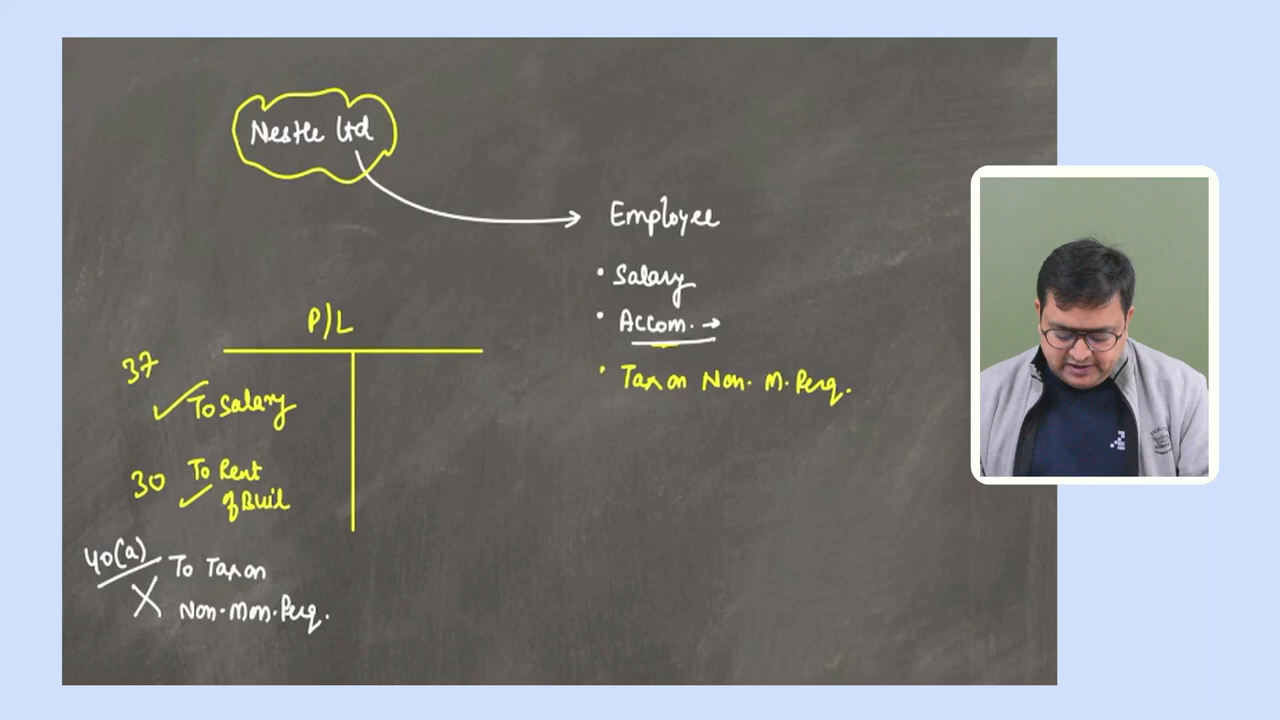 Nestle Ltd
Employee
• Salary
• Accom. →
• Tax on Non. M. Perq.
P/L
37
To Salary
30 To Rent
of Buil
40(a) To Tax on
Non. Mon. Perq.